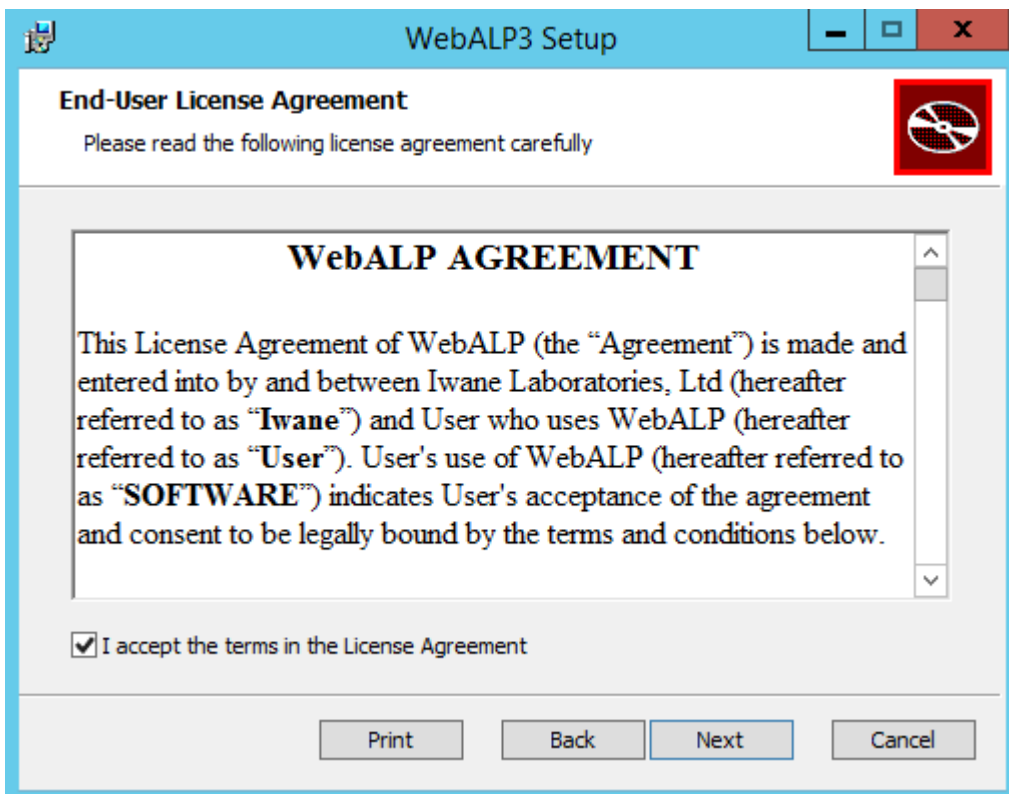 WebALP3 Setup
End-User License Agreement
Please read the following license agreement carefully
WebALP AGREEMENT
This License Agreement of WebALP (the “Agreement”) is made and
entered into by and between Iwane Laboratories, Ltd (hereafter
referred to as “Iwane”) and User who uses WebALP (hereafter
referred to as “User”). User's use of WebALP (hereafter referred to
as “SOFTWARE”) indicates User's acceptance of the agreement
and consent to be legally bound by the terms and conditions below.
I accept the terms in the License Agreement
Print Back Next Cancel